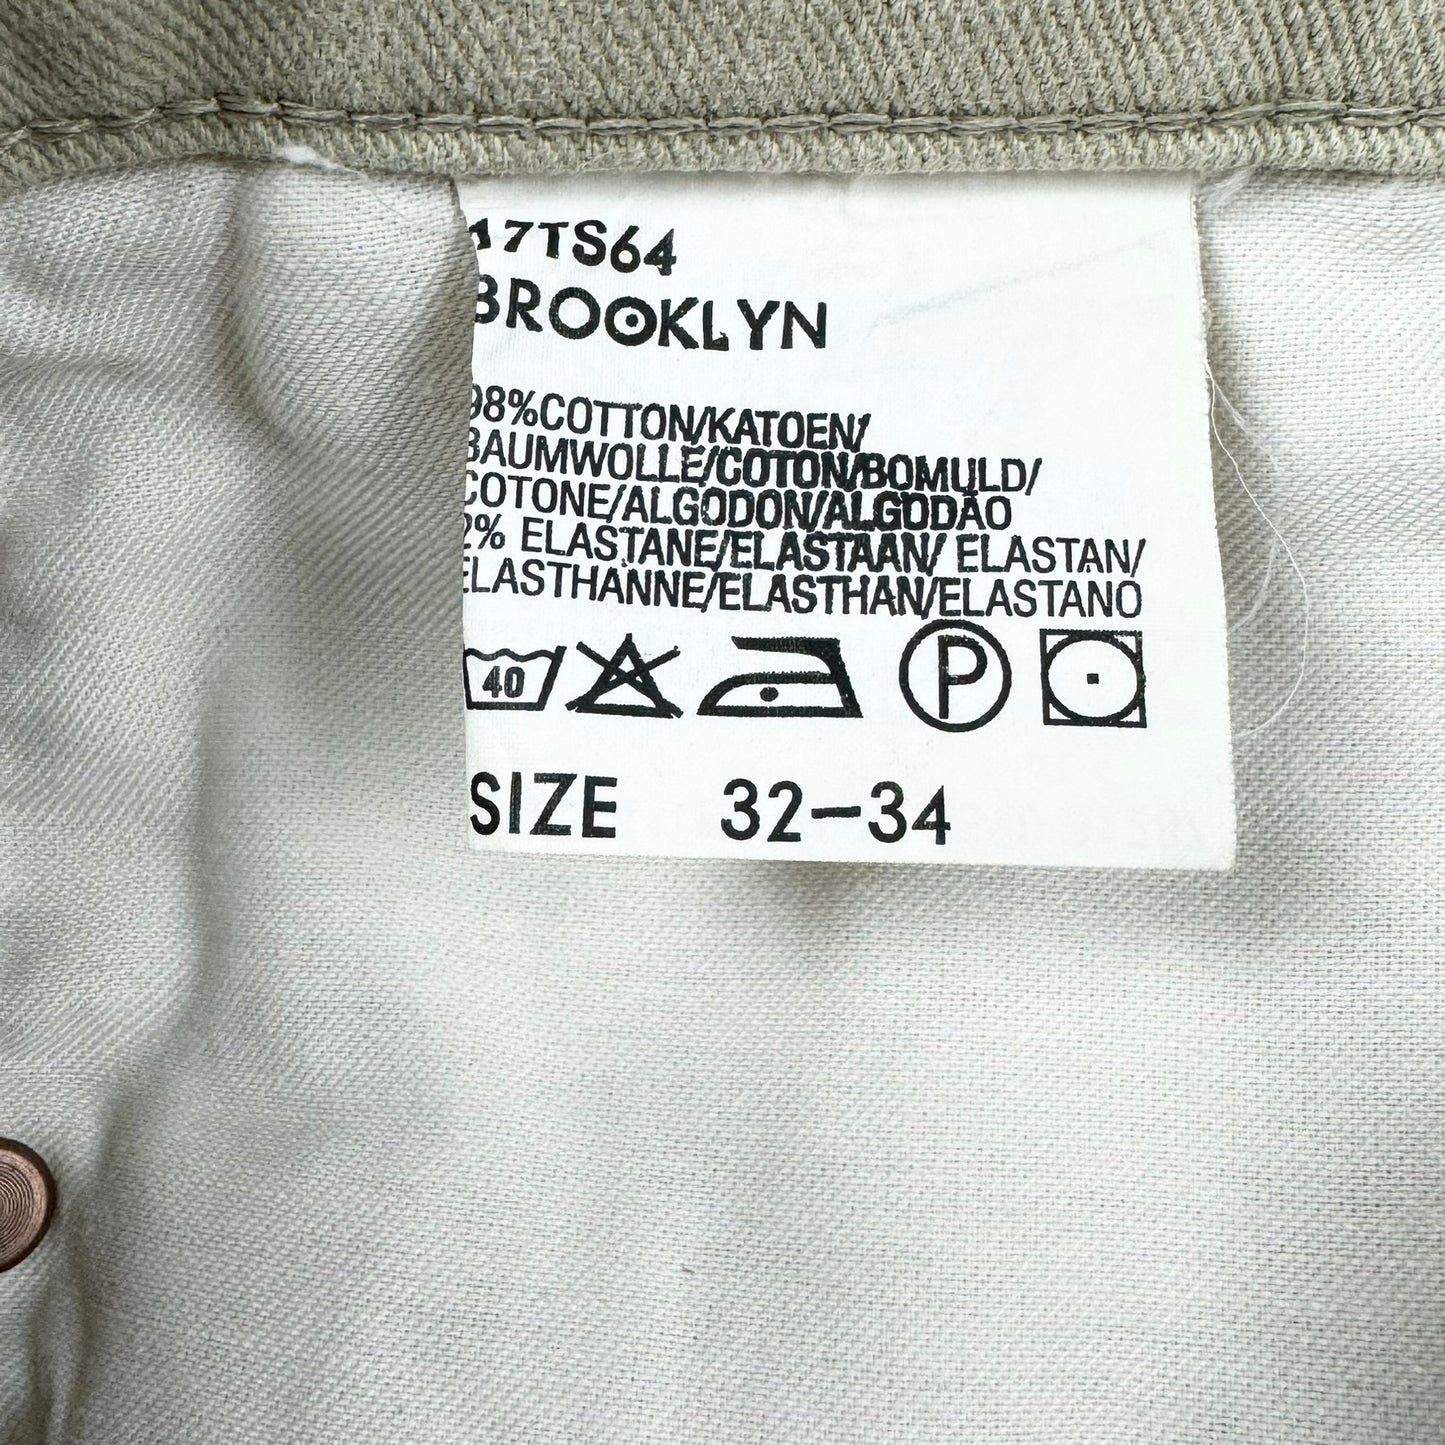 17TS64
BROOKLYN
98%COTTON/KATOEN/
BAUMWOLLE/COTON/BOMULD/
COTONE/ALGODON/ALGODÃO
2% ELASTANE/ELASTAAN/ ELASTAN/
ELASTHANNE/ELASTHAN/ELASTANO
40 P
SIZE 32-34